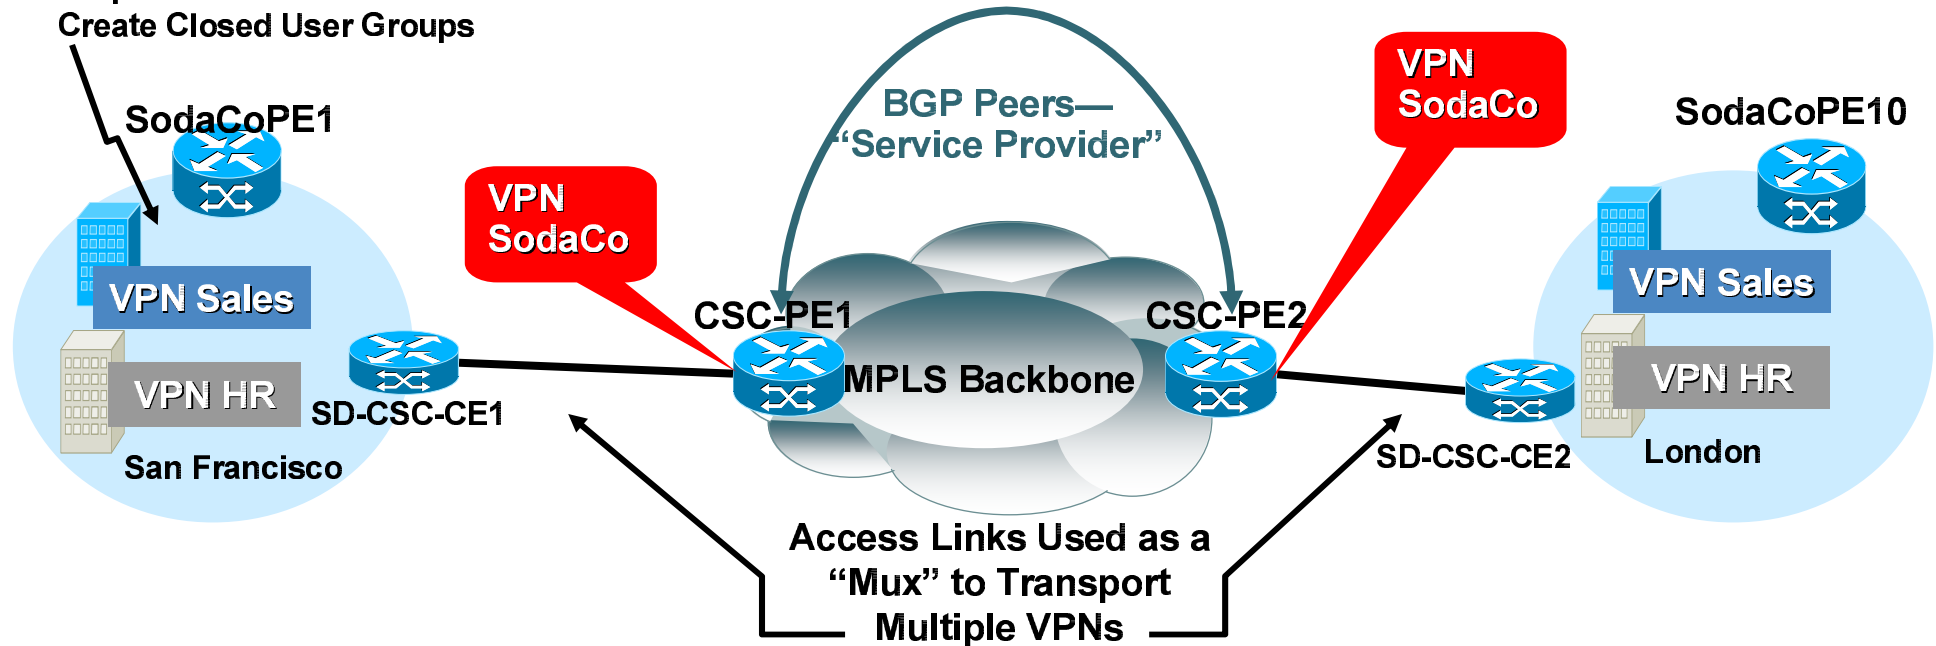 Create Closed User Groups
SodaCoPE1
VPN
SodaCo
BGP Peers—
“Service Provider”
VPN
SodaCo
SodaCoPE10
VPN Sales
VPN HR
SD-CSC-CE1
San Francisco
CSC-PE1
MPLS Backbone
CSC-PE2
VPN Sales
VPN HR
SD-CSC-CE2
London
Access Links Used as a
“Mux” to Transport
Multiple VPNs